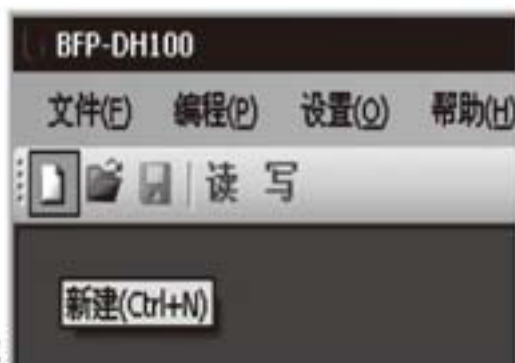 BFP-DH100
文件(F) 编程(P) 设置(O) 帮助(H)
读 写
新建(Ctrl+N)